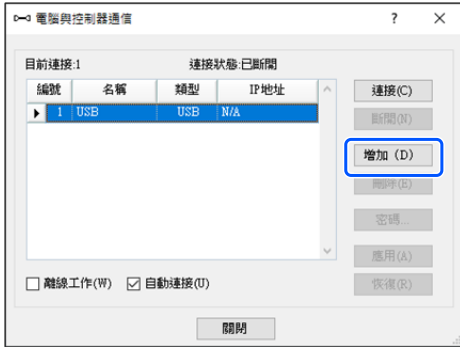 電腦與控制器通信
目前連接:1 連接狀態:已斷開
編號 名稱 類型 IP地址
1 USB USB N/A
連接(C)
斷開(N)
增加 (D)
刪除(E)
密碼...
應用(A)
恢復(R)
離線工作(W) 自動連接(U)
關閉